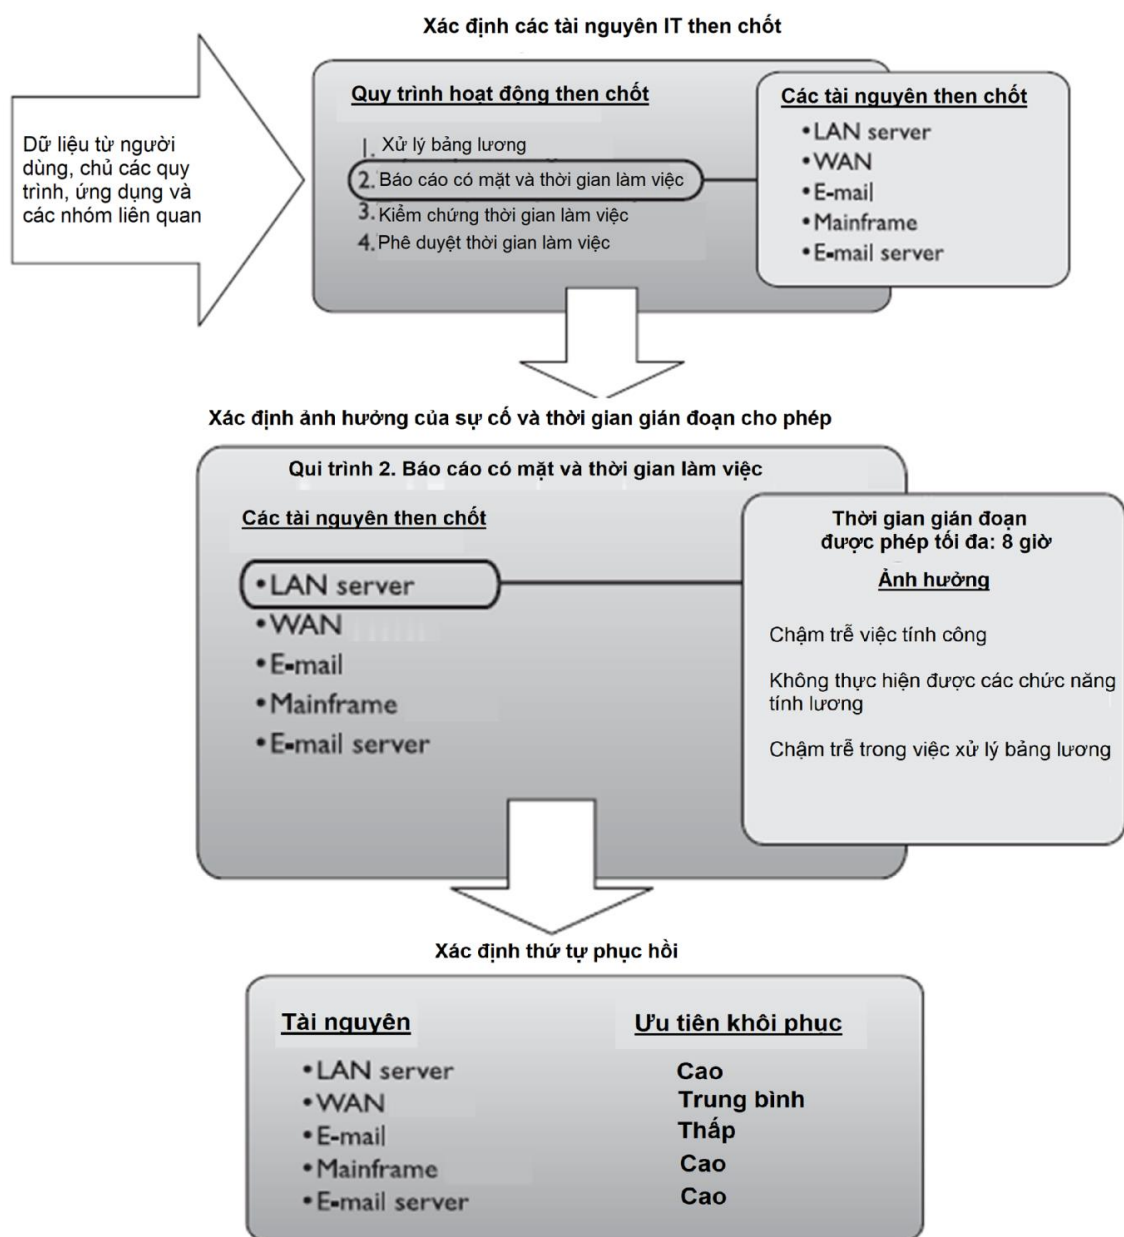 Xác định các tài nguyên IT then chốt
Dữ liệu từ người
dùng, chủ các quy
trình, ứng dụng và
các nhóm liên quan
Quy trình hoạt động then chốt
1. Xử lý bảng lương
2. Báo cáo có mặt và thời gian làm việc
3. Kiểm chứng thời gian làm việc
4. Phê duyệt thời gian làm việc
Các tài nguyên then chốt
•LAN server
•WAN
•E-mail
•Mainframe
•E-mail server
Xác định ảnh hưởng của sự cố và thời gian gián đoạn cho phép
Qui trình 2. Báo cáo có mặt và thời gian làm việc
Các tài nguyên then chốt
•LAN server
•WAN
•E-mail
•Mainframe
•E-mail server
Thời gian gián đoạn
được phép tối đa: 8 giờ
Ảnh hưởng
Chậm trễ việc tính công
Không thực hiện được các chức năng
tính lương
Chậm trễ trong việc xử lý bảng lương
Xác định thứ tự phục hồi
Tài nguyên Ưu tiên khôi phục
•LAN server Cao
•WAN Trung bình
•E-mail Thấp
•Mainframe Cao
•E-mail server Cao